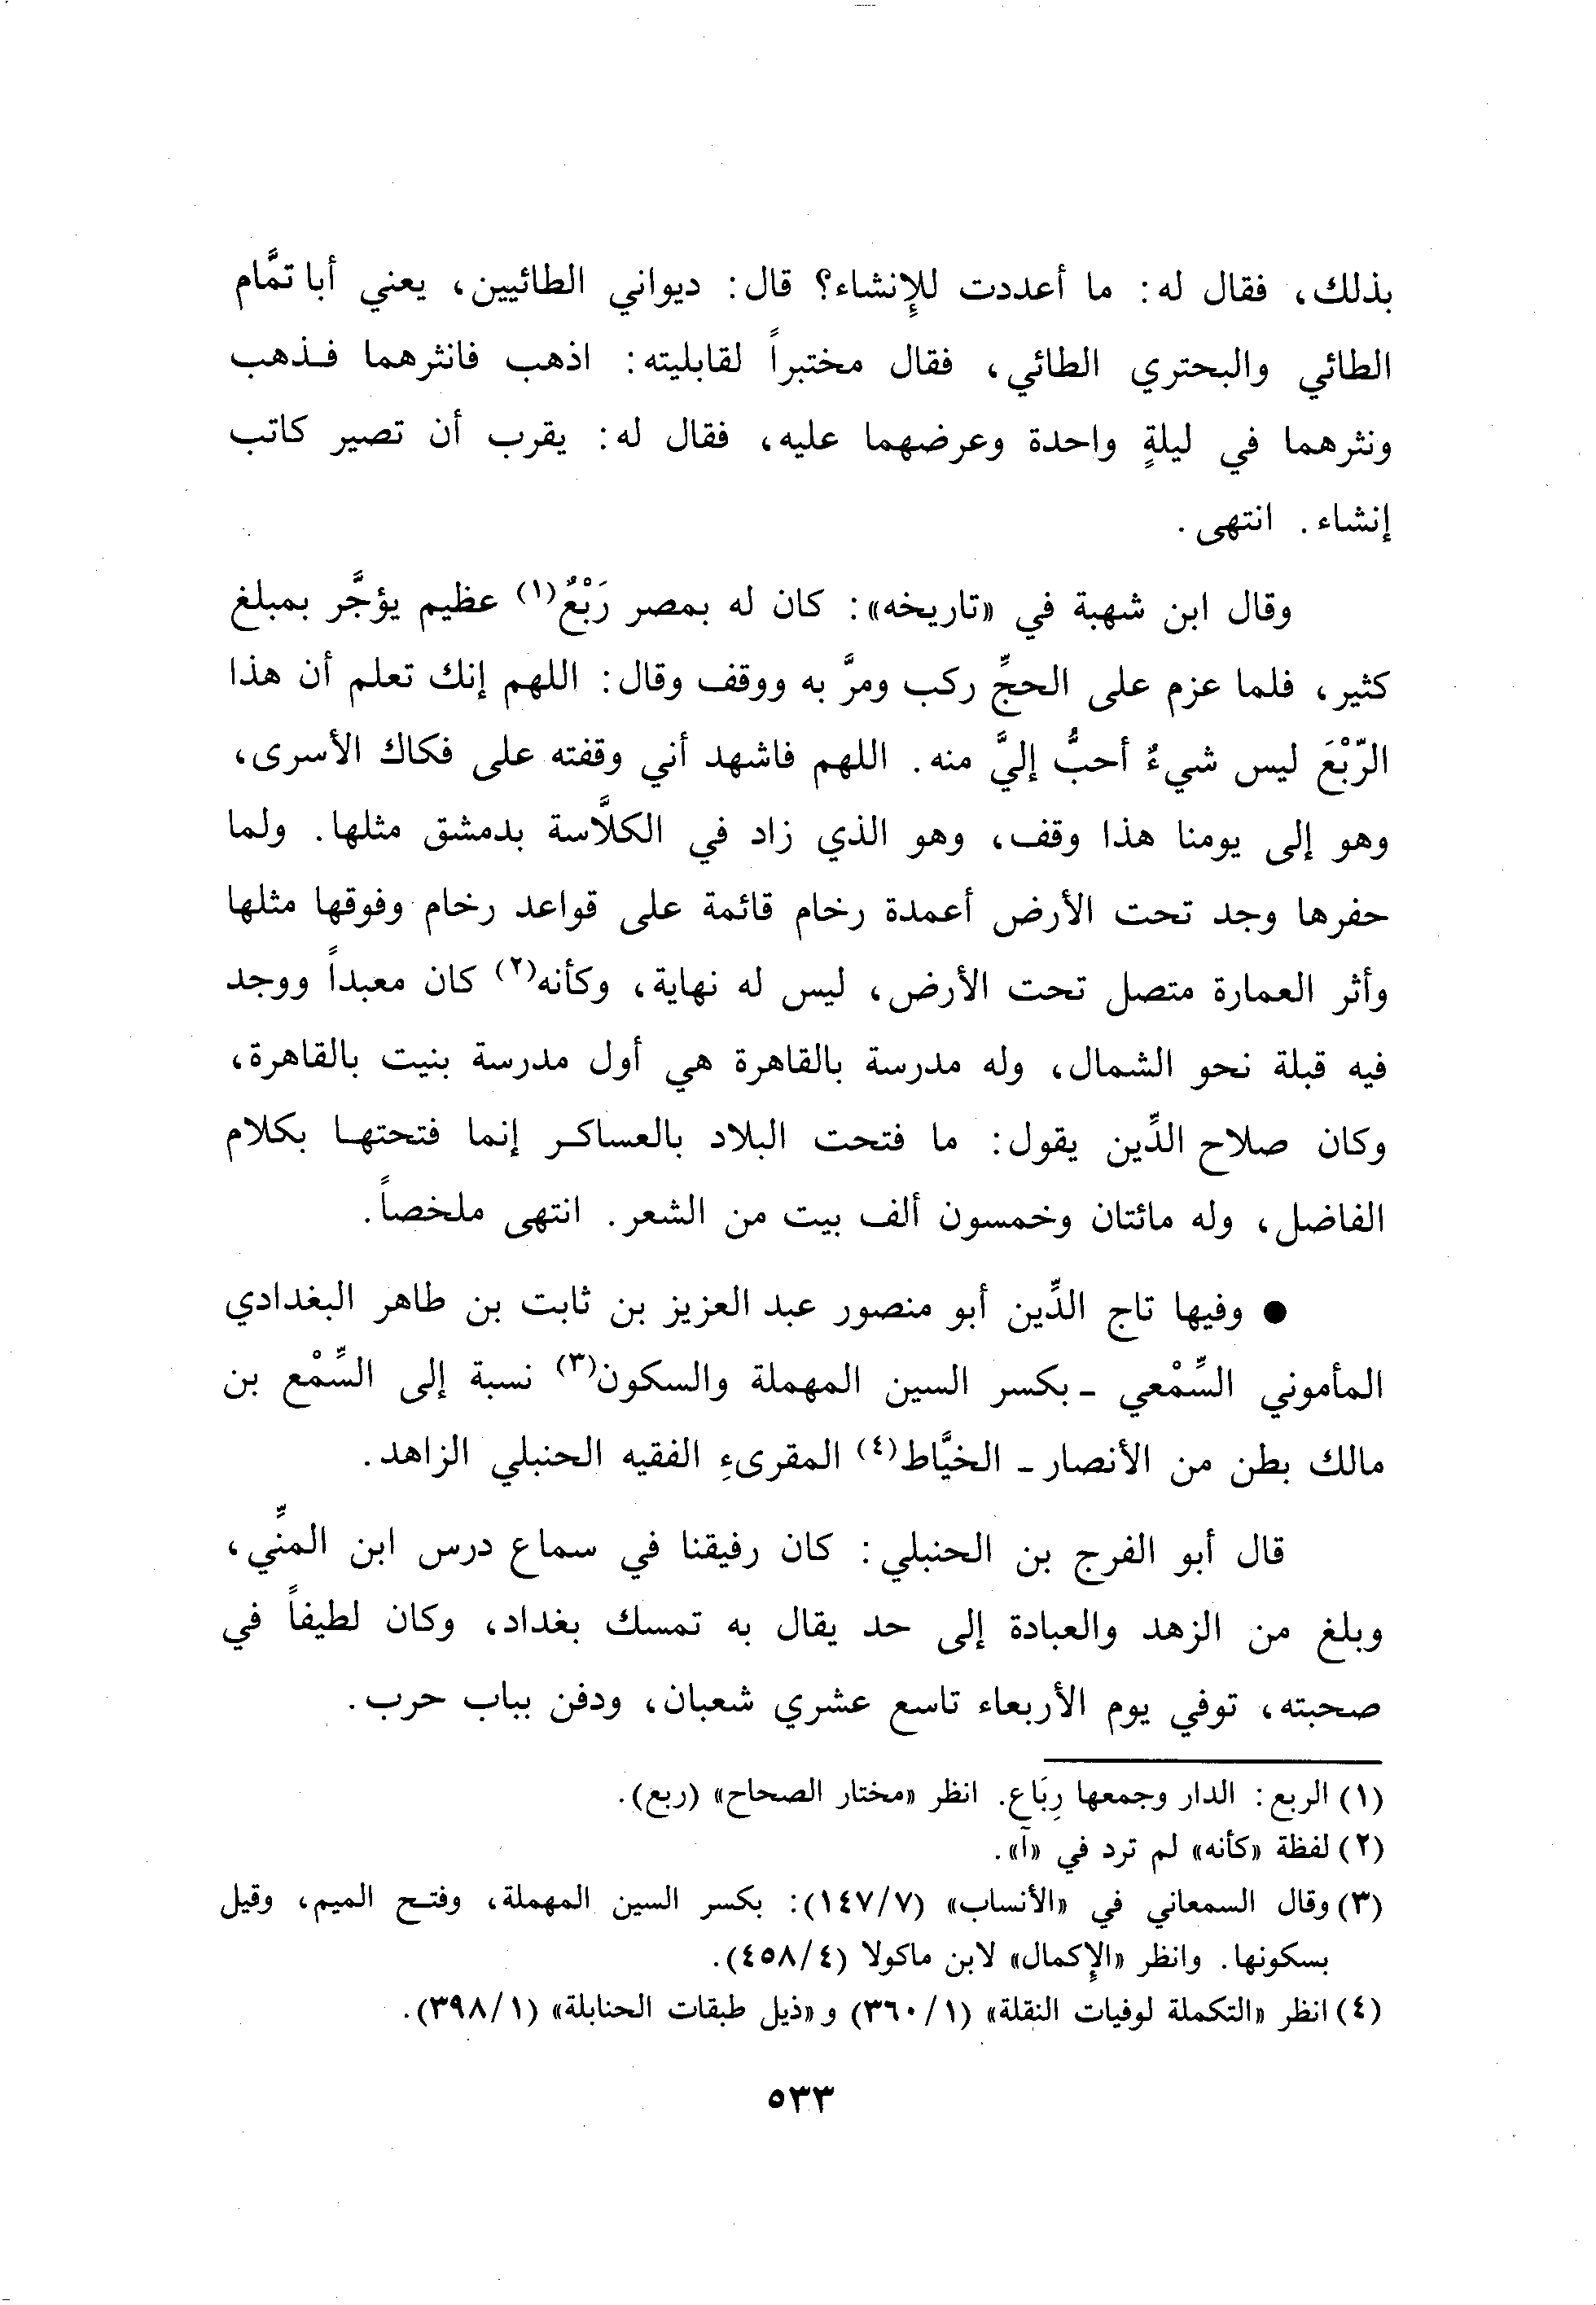 بذلك، فقال له: ما أعددت للإِنشاء؟ قال: ديواني الطائيين، يعني أبا تمَّام
الطائي والبحتري الطائي، فقال مختبراً لقابليته: اذهب فانثرهما فـذهب
ونثرهما في ليلةٍ واحدة وعرضهما عليه، فقال له: يقرب أن تصير كاتب
إنشاء. انتهى.
وقال ابن شهبة في «تاريخه»: كان له بمصر رَبْعٌ(١) عظيم يؤجَّر بمبلغ
كثير، فلما عزم على الحجِّ ركب ومرَّ به ووقف وقال: اللهم إنك تعلم أن هذا
الرّبْعَ ليس شيءٌ أحبُّ إليَّ منه. اللهم فاشهد أني وقفته على فكاك الأسرى،
وهو إلى يومنا هذا وقف، وهو الذي زاد في الكلَّاسة بدمشق مثلها. ولما
حفرها وجد تحت الأرض أعمدة رخام قائمة على قواعد رخام وفوقها مثلها
وأثر العمارة متصل تحت الأرض، ليس له نهاية، وكأنه(٢) كان معبداً ووجد
فيه قبلة نحو الشمال، وله مدرسة بالقاهرة هي أول مدرسة بنيت بالقاهرة،
وكان صلاح الدِّين يقول: ما فتحت البلاد بالعساكـر إنما فتحتهـا بكلام
الفاضل، وله مائتان وخمسون ألف بيت من الشعر. انتهى ملخصاً.
● وفيها تاج الدِّين أبو منصور عبد العزيز بن ثابت بن طاهر البغدادي
المأموني السِّمْعي ـ بكسر السين المهملة والسكون(٣) نسبة إلى السِّمْع بن
مالك بطن من الأنصار ـ الخيَّاط(٤) المقرىءِ الفقيه الحنبلي الزاهد.
قال أبو الفرج بن الحنبلي: كان رفيقنا في سماع درس ابن المنِّي،
وبلغ من الزهد والعبادة إلى حد يقال به تمسك بغداد، وكان لطيفاً في
صحبته، توفي يوم الأربعاء تاسع عشري شعبان، ودفن بباب حرب.
(١) الربع: الدار وجمعها رِبَاع. انظر «مختار الصحاح» (ربع).
(٢) لفظة «كأنه» لم ترد في «آ».
(٣) وقال السمعاني في «الأنساب» (١٤٧/٧): بكسر السين المهملة، وفتـح الميم، وقيل
بسكونها. وانظر «الإِكمال» لابن ماكولا (٤٥٨/٤).
(٤) انظر «التكملة لوفيات النقلة» (٣٦٠/١) و «ذيل طبقات الحنابلة» (٣٩٨/١).
٥٣٣